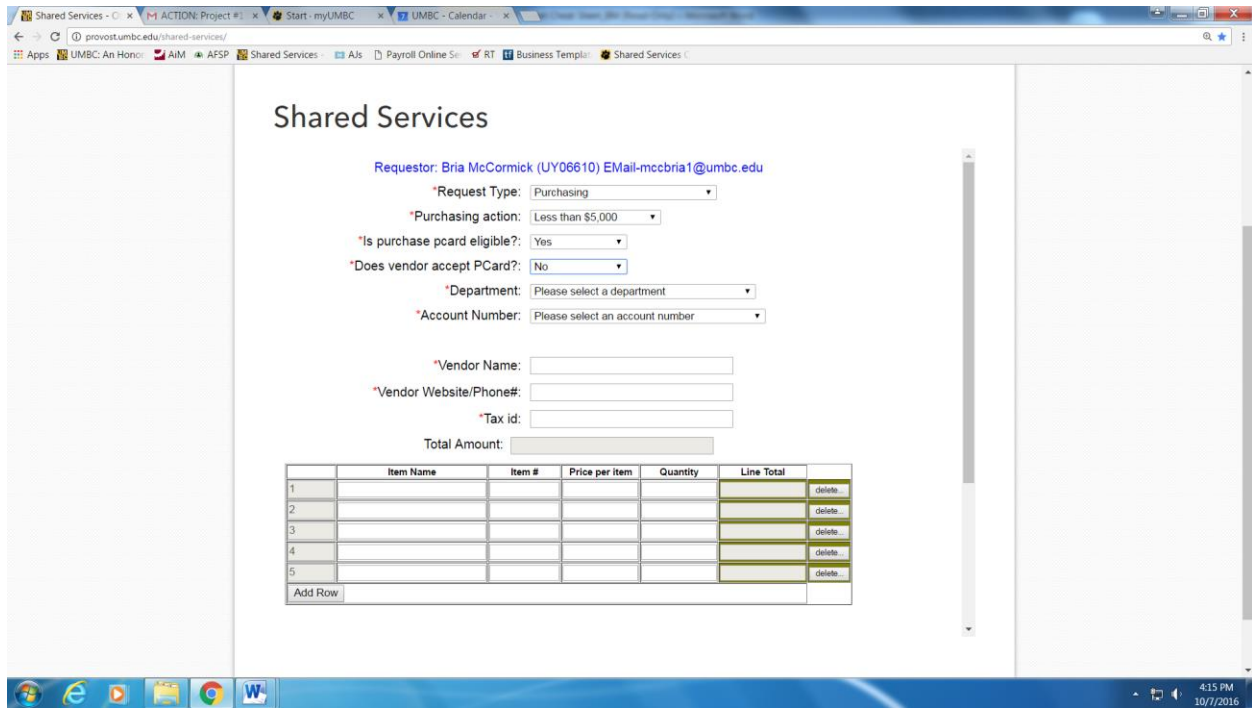 Shared Services - O
ACTION: Project #1
Start · myUMBC
UMBC - Calendar -
provost.umbc.edu/shared-services/
Apps UMBC: An Honor AiM AFSP Shared Services - AJs Payroll Online Se RT Business Templa Shared Services C
Shared Services
Requestor: Bria McCormick (UY06610) EMail-mccbria1@umbc.edu
*Request Type: Purchasing
*Purchasing action: Less than $5,000
*Is purchase pcard eligible?: Yes
*Does vendor accept PCard?: No
*Department: Please select a department
*Account Number: Please select an account number
*Vendor Name:
*Vendor Website/Phone#:
*Tax id:
Total Amount:
Item Name Item # Price per item Quantity Line Total
1 delete...
2 delete...
3 delete...
4 delete...
5 delete...
Add Row
4:15 PM
10/7/2016